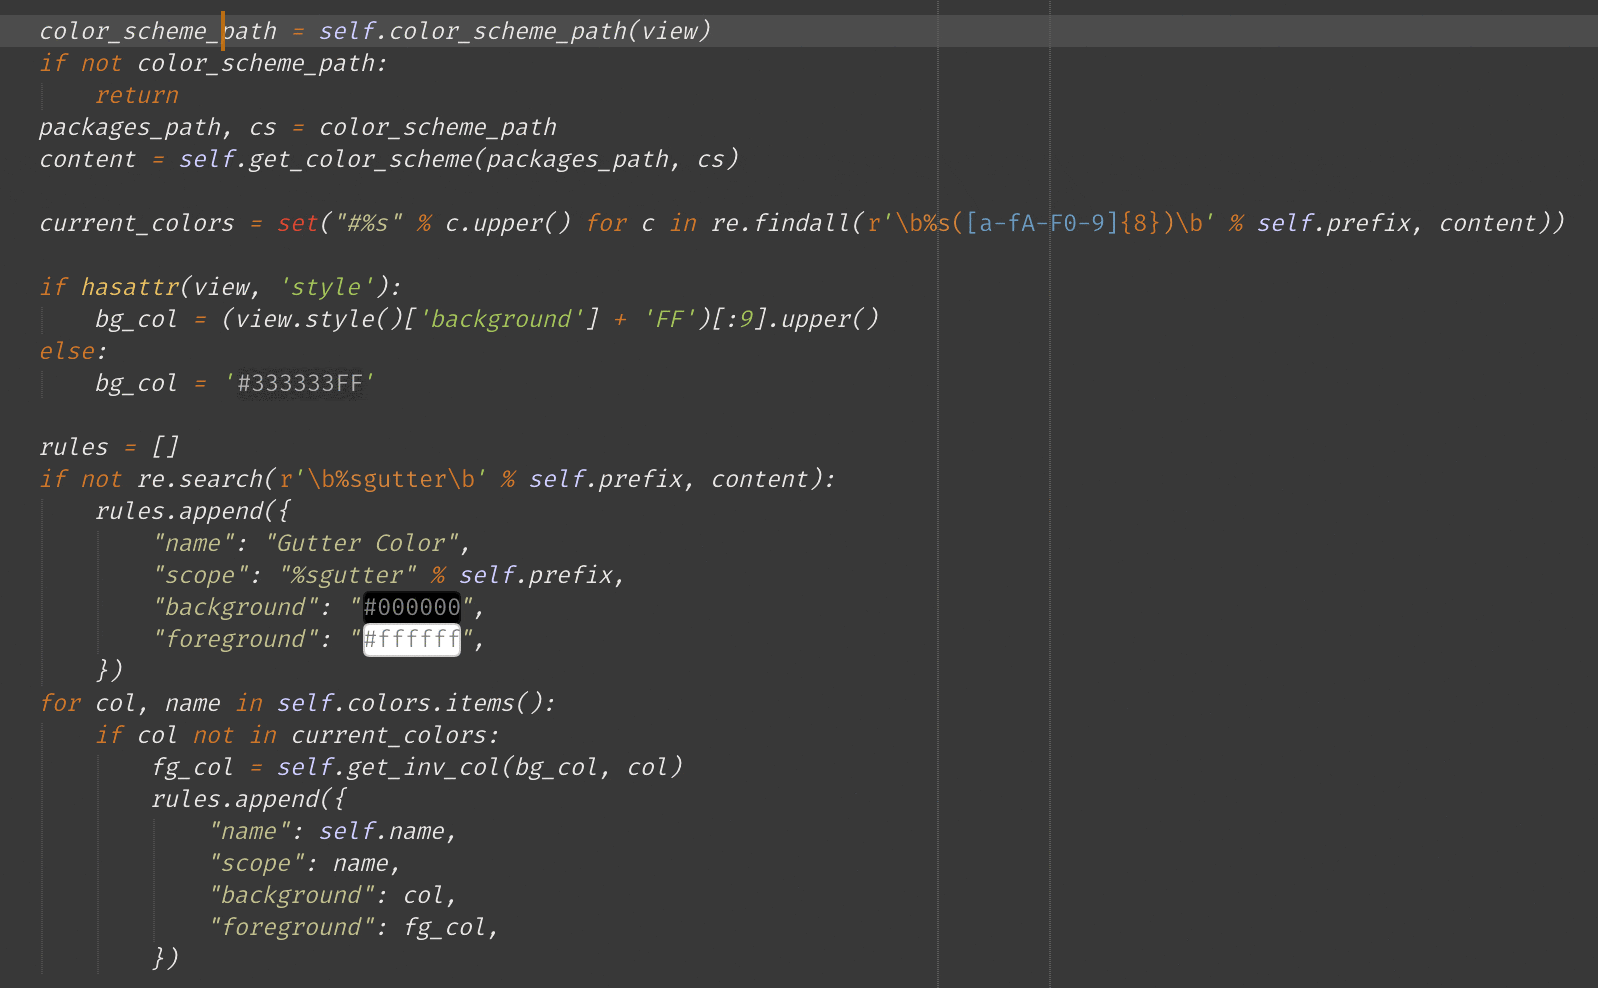 color_scheme_path = self.color_scheme_path(view)
if not color_scheme_path:
    return
packages_path, cs = color_scheme_path
content = self.get_color_scheme(packages_path, cs)

current_colors = set("#%s" % c.upper() for c in re.findall(r'\b%s([a-fA-F0-9]{8})\b' % self.prefix, content))

if hasattr(view, 'style'):
    bg_col = (view.style()['background'] + 'FF')[:9].upper()
else:
    bg_col = '#333333FF'

rules = []
if not re.search(r'\b%sgutter\b' % self.prefix, content):
    rules.append({
        "name": "Gutter Color",
        "scope": "%sgutter" % self.prefix,
        "background": "#000000",
        "foreground": "#ffffff",
    })
for col, name in self.colors.items():
    if col not in current_colors:
        fg_col = self.get_inv_col(bg_col, col)
        rules.append({
            "name": self.name,
            "scope": name,
            "background": col,
            "foreground": fg_col,
        })